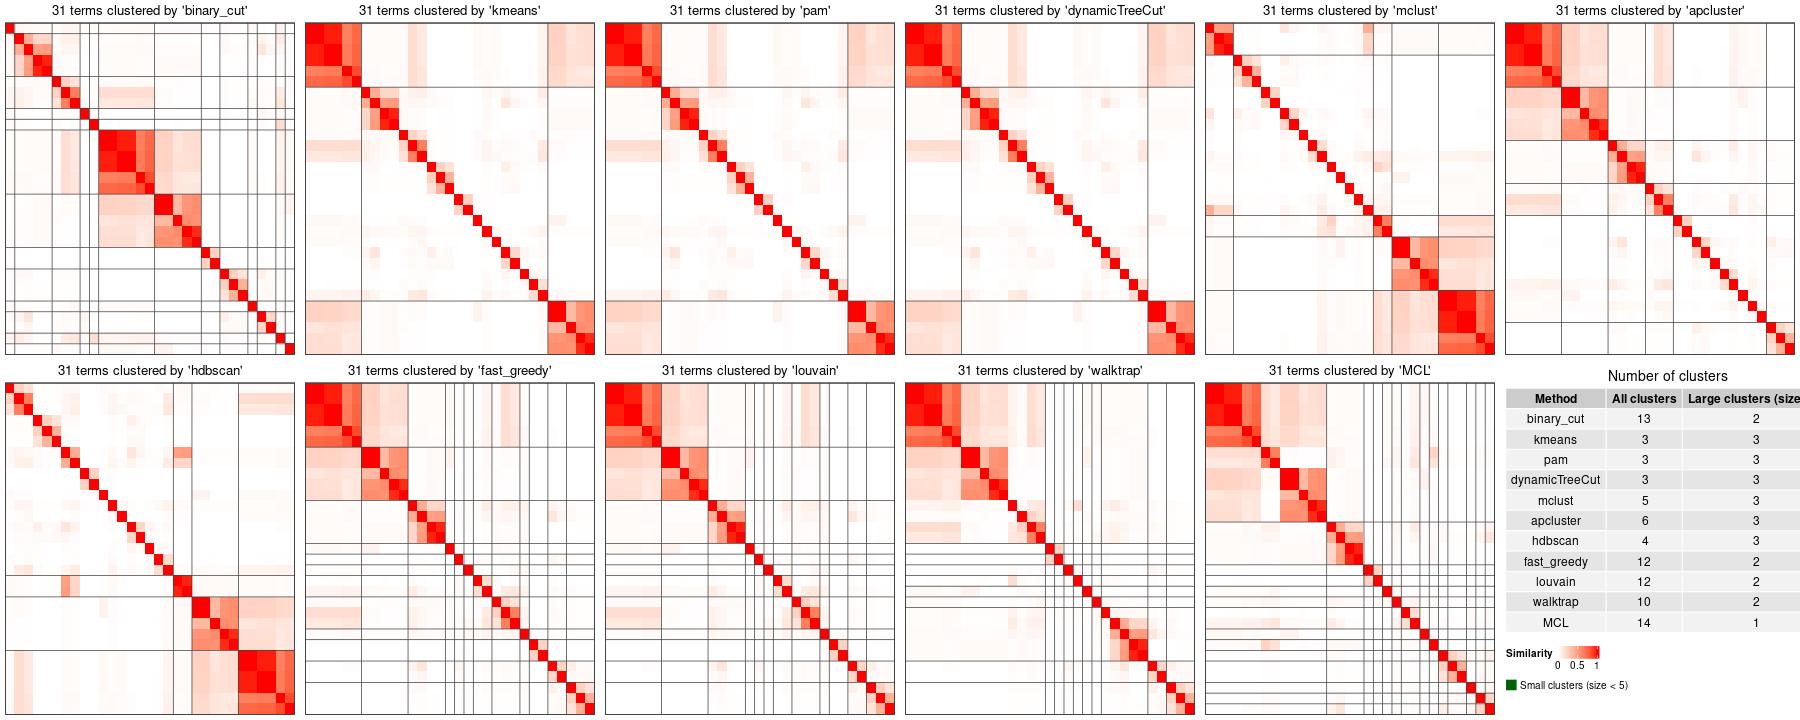 31 terms clustered by 'binary_cut'
31 terms clustered by 'kmeans'
31 terms clustered by 'pam'
31 terms clustered by 'dynamicTreeCut'
31 terms clustered by 'mclust'
31 terms clustered by 'apcluster'
31 terms clustered by 'hdbscan'
31 terms clustered by 'fast_greedy'
31 terms clustered by 'louvain'
31 terms clustered by 'walktrap'
31 terms clustered by 'MCL'
Number of clusters
Method All clusters Large clusters (size
binary_cut 13 2
kmeans 3 3
pam 3 3
dynamicTreeCut 3 3
mclust 5 3
apcluster 6 3
hdbscan 4 3
fast_greedy 12 2
louvain 12 2
walktrap 10 2
MCL 14 1
Similarity
0 0.5 1
Small clusters (size < 5)